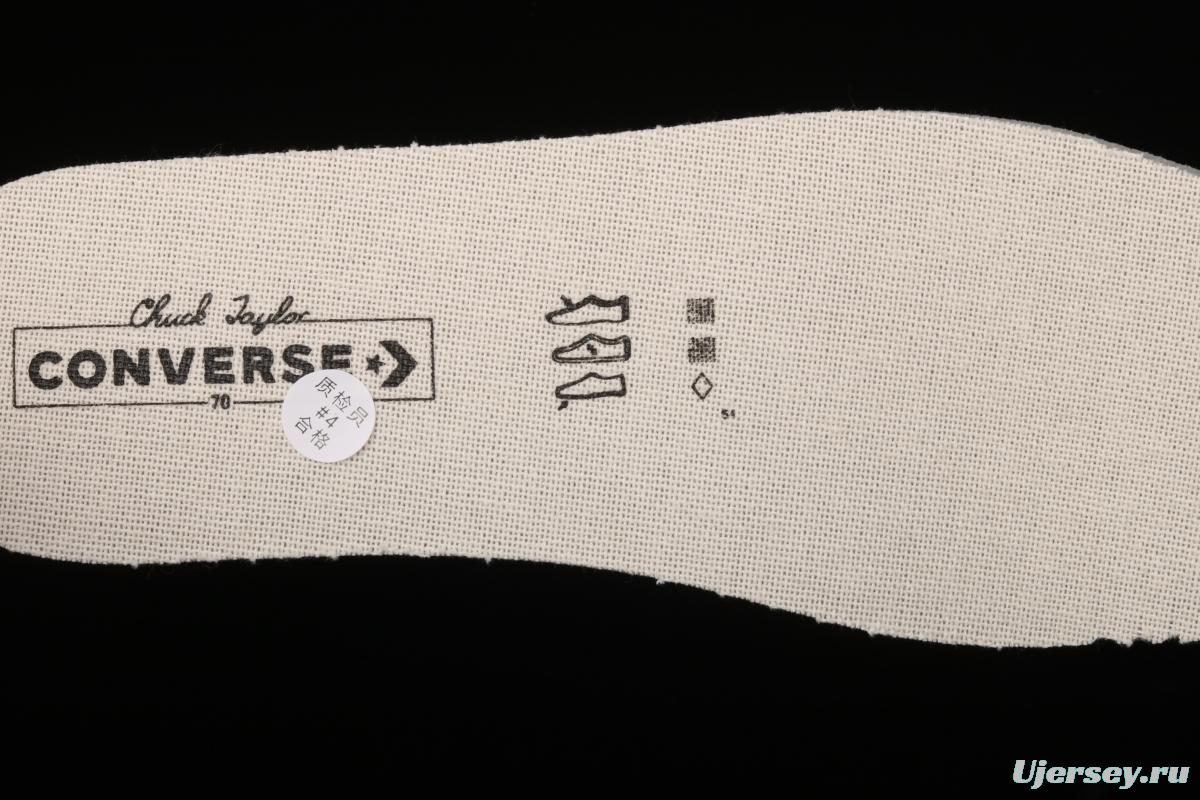 Chuck Taylor
CONVERSE
70
质检员
#4
合格
54
Ujersey.ru